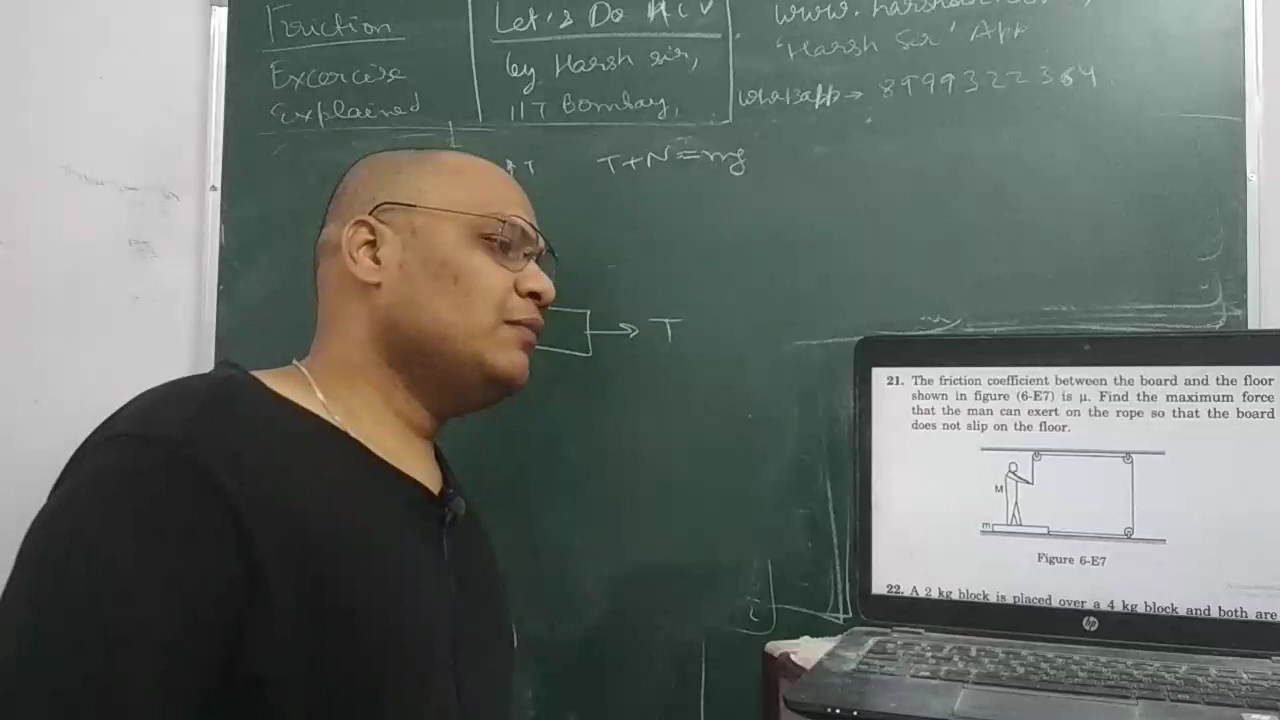 Friction
Excercise
Explained
Let's Do HCV
by Harsh sir,
IIT Bombay,
'Harsh Sir' App
Whatsapp → 8999322364
T
T+N=mg
T
21. The friction coefficient between the board and the floor
shown in figure (6-E7) is μ. Find the maximum force
that the man can exert on the rope so that the board
does not slip on the floor.
M
m
Figure 6-E7
22. A 2 kg block is placed over a 4 kg block and both are
hp